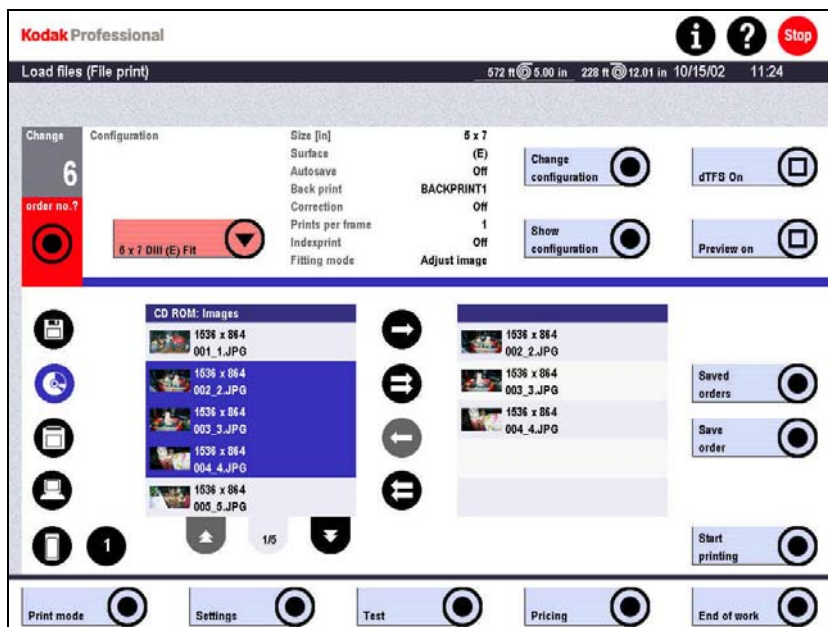 Kodak Professional
i ? Stop
Load files (File print) 572 ft 5.00 in 228 ft 12.01 in 10/15/02 11:24
Change
6
order no.?
Configuration
6 x 7 Dill (E) Fit
Size [in] 6 x 7
Surface (E)
Autosave Off
Back print BACKPRINT1
Correction Off
Prints per frame 1
Indexprint Off
Fitting mode Adjust image
Change configuration
dTFS On
Show configuration
Preview on
CD ROM: Images
1536 x 864
001_1.JPG
1536 x 864
002_2.JPG
1536 x 864
003_3.JPG
1536 x 864
004_4.JPG
1536 x 864
005_5.JPG
1/5
1536 x 864
002_2.JPG
1536 x 864
003_3.JPG
1536 x 864
004_4.JPG
Saved orders
Save order
1
Start printing
Print mode
Settings
Test
Pricing
End of work